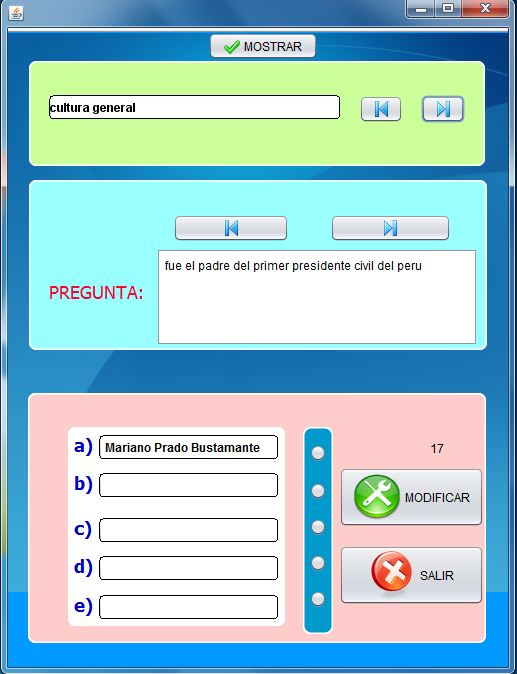 MOSTRAR
cultura general
fue el padre del primer presidente civil del peru
PREGUNTA:
a) Mariano Prado Bustamante
b)
c)
d)
e)
17
MODIFICAR
SALIR